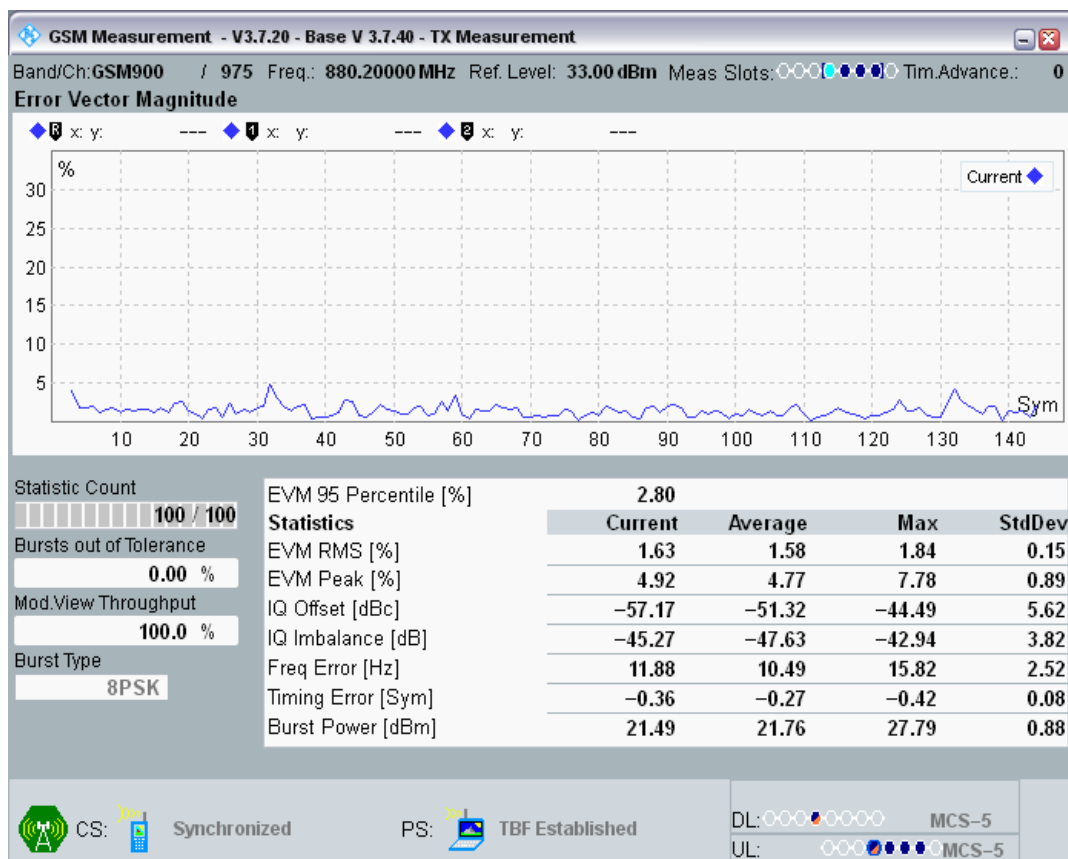 GSM Measurement - V3.7.20 - Base V 3.7.40 - TX Measurement
Band/Ch:GSM900 / 975 Freq.: 880.20000 MHz Ref. Level: 33.00 dBm Meas Slots: Tim.Advance.: 0
Error Vector Magnitude
R x: y: --- 1 x: y: --- 2 x: y: ---
%
Current
30
25
20
15
10
5
Sym
10 20 30 40 50 60 70 80 90 100 110 120 130 140
Statistic Count
100 / 100
Bursts out of Tolerance
0.00 %
Mod.View Throughput
100.0 %
Burst Type
8PSK
EVM 95 Percentile [%] 2.80
Statistics Current Average Max StdDev
EVM RMS [%] 1.63 1.58 1.84 0.15
EVM Peak [%] 4.92 4.77 7.78 0.89
IQ Offset [dBc] −57.17 −51.32 −44.49 5.62
IQ Imbalance [dB] −45.27 −47.63 −42.94 3.82
Freq Error [Hz] 11.88 10.49 15.82 2.52
Timing Error [Sym] −0.36 −0.27 −0.42 0.08
Burst Power [dBm] 21.49 21.76 27.79 0.88
CS: Synchronized PS: TBF Established
DL: MCS−5
UL: MCS−5